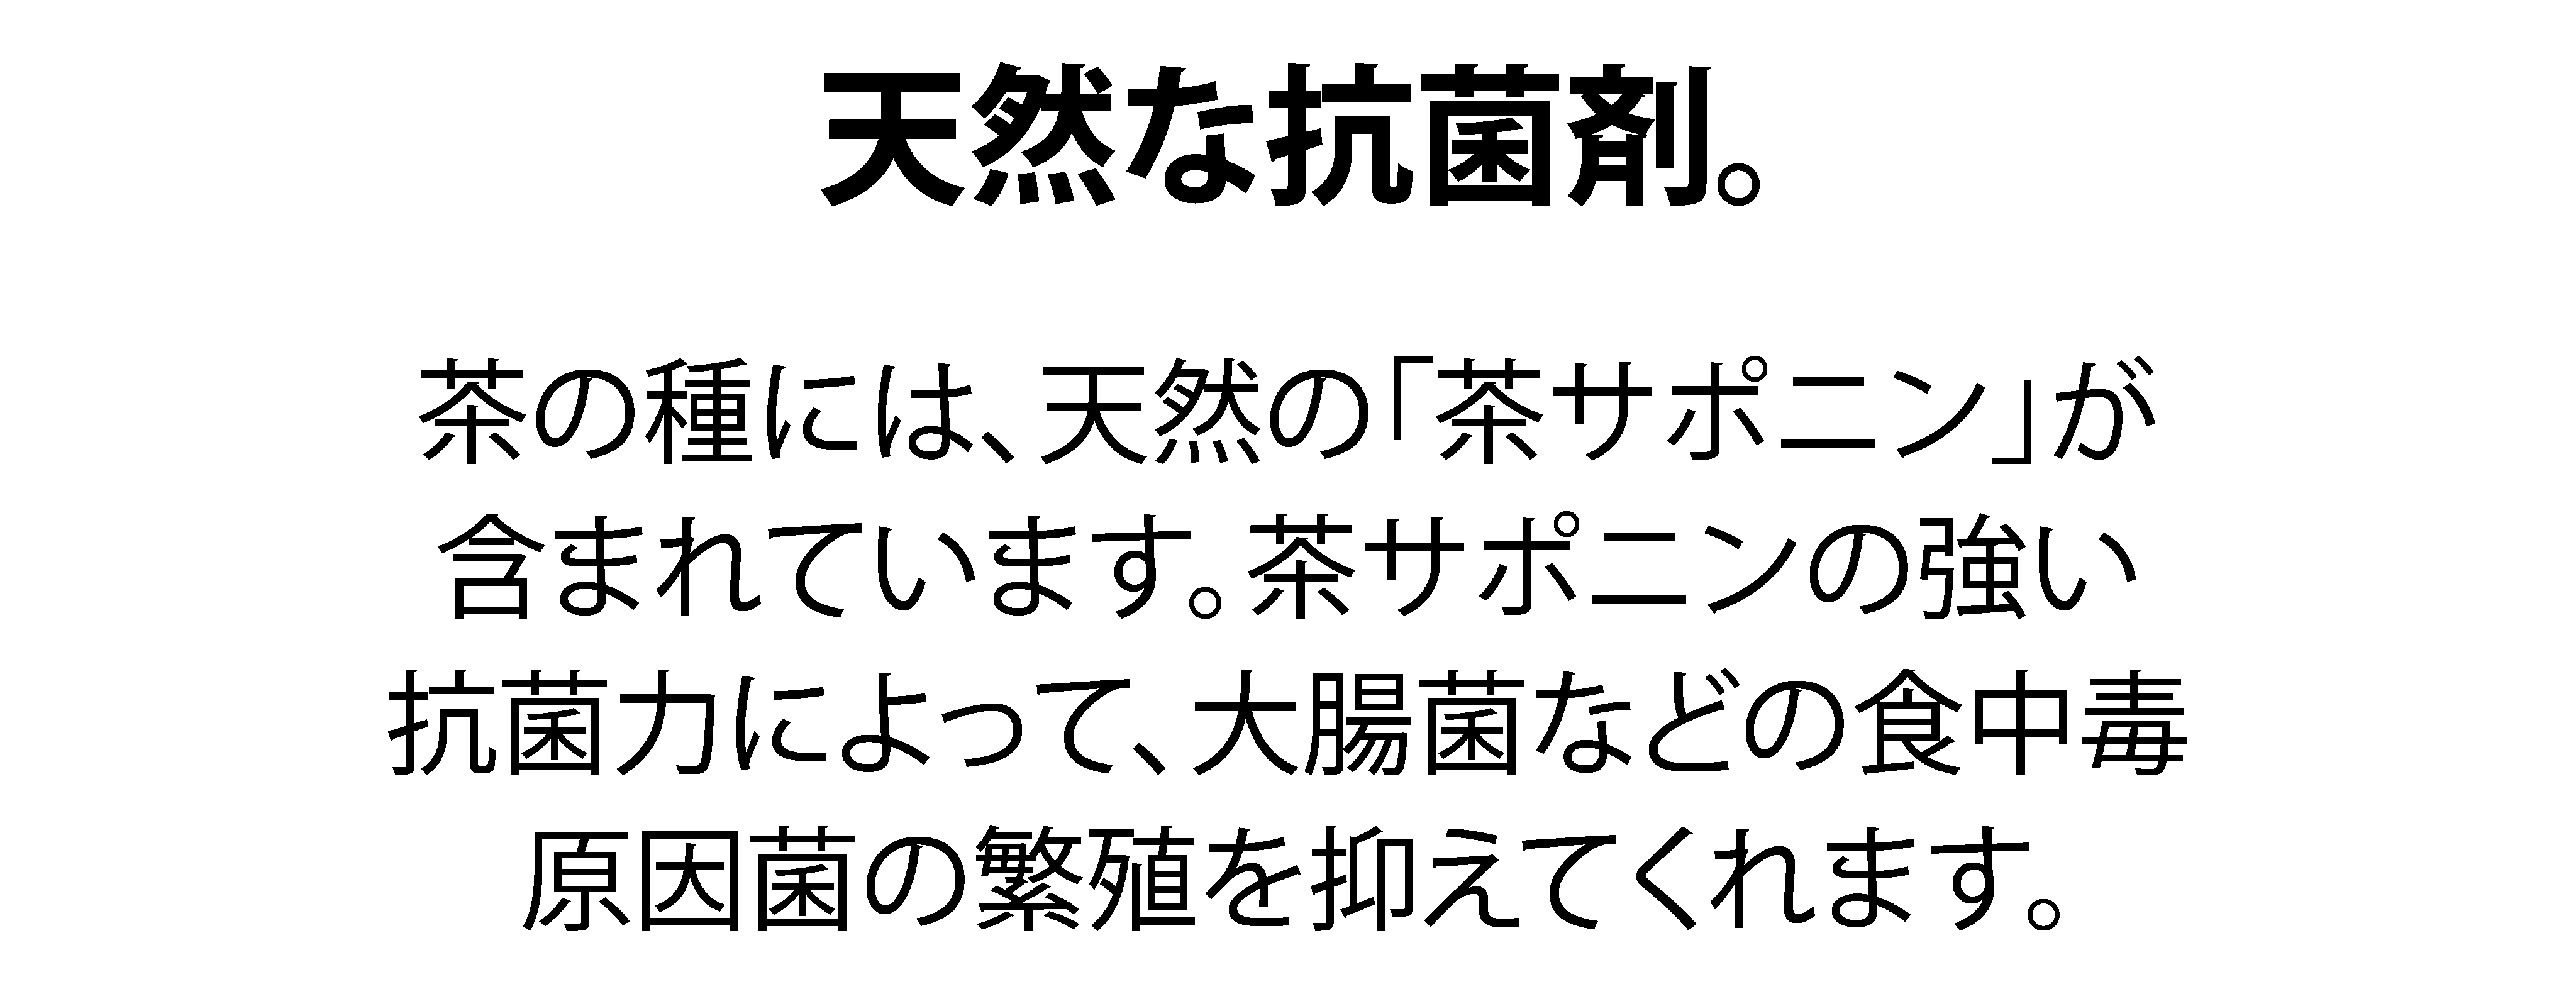 天然な抗菌剤。
茶の種には、天然の「茶サポニン」が
含まれています。茶サポニンの強い
抗菌力によって、大腸菌などの食中毒
原因菌の繁殖を抑えてくれます。